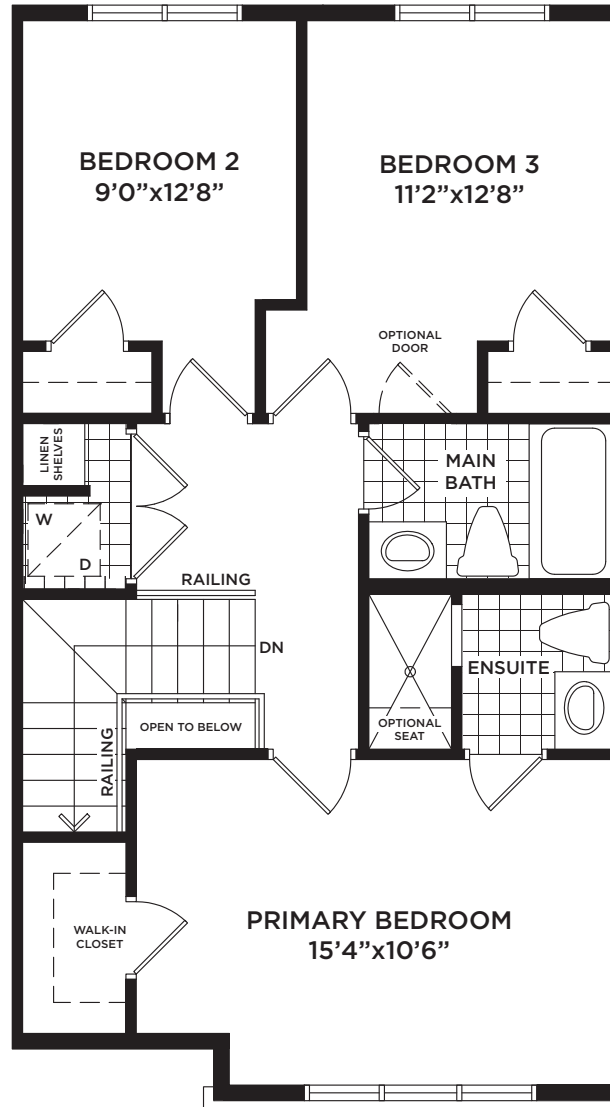 BEDROOM 2
9’0”x12’8”
BEDROOM 3
11’2”x12’8”
OPTIONAL
DOOR
LINEN
SHELVES
MAIN
BATH
W
D
RAILING
DN
ENSUITE
OPEN TO BELOW
OPTIONAL
SEAT
RAILING
WALK-IN
CLOSET
PRIMARY BEDROOM
15’4”x10’6”